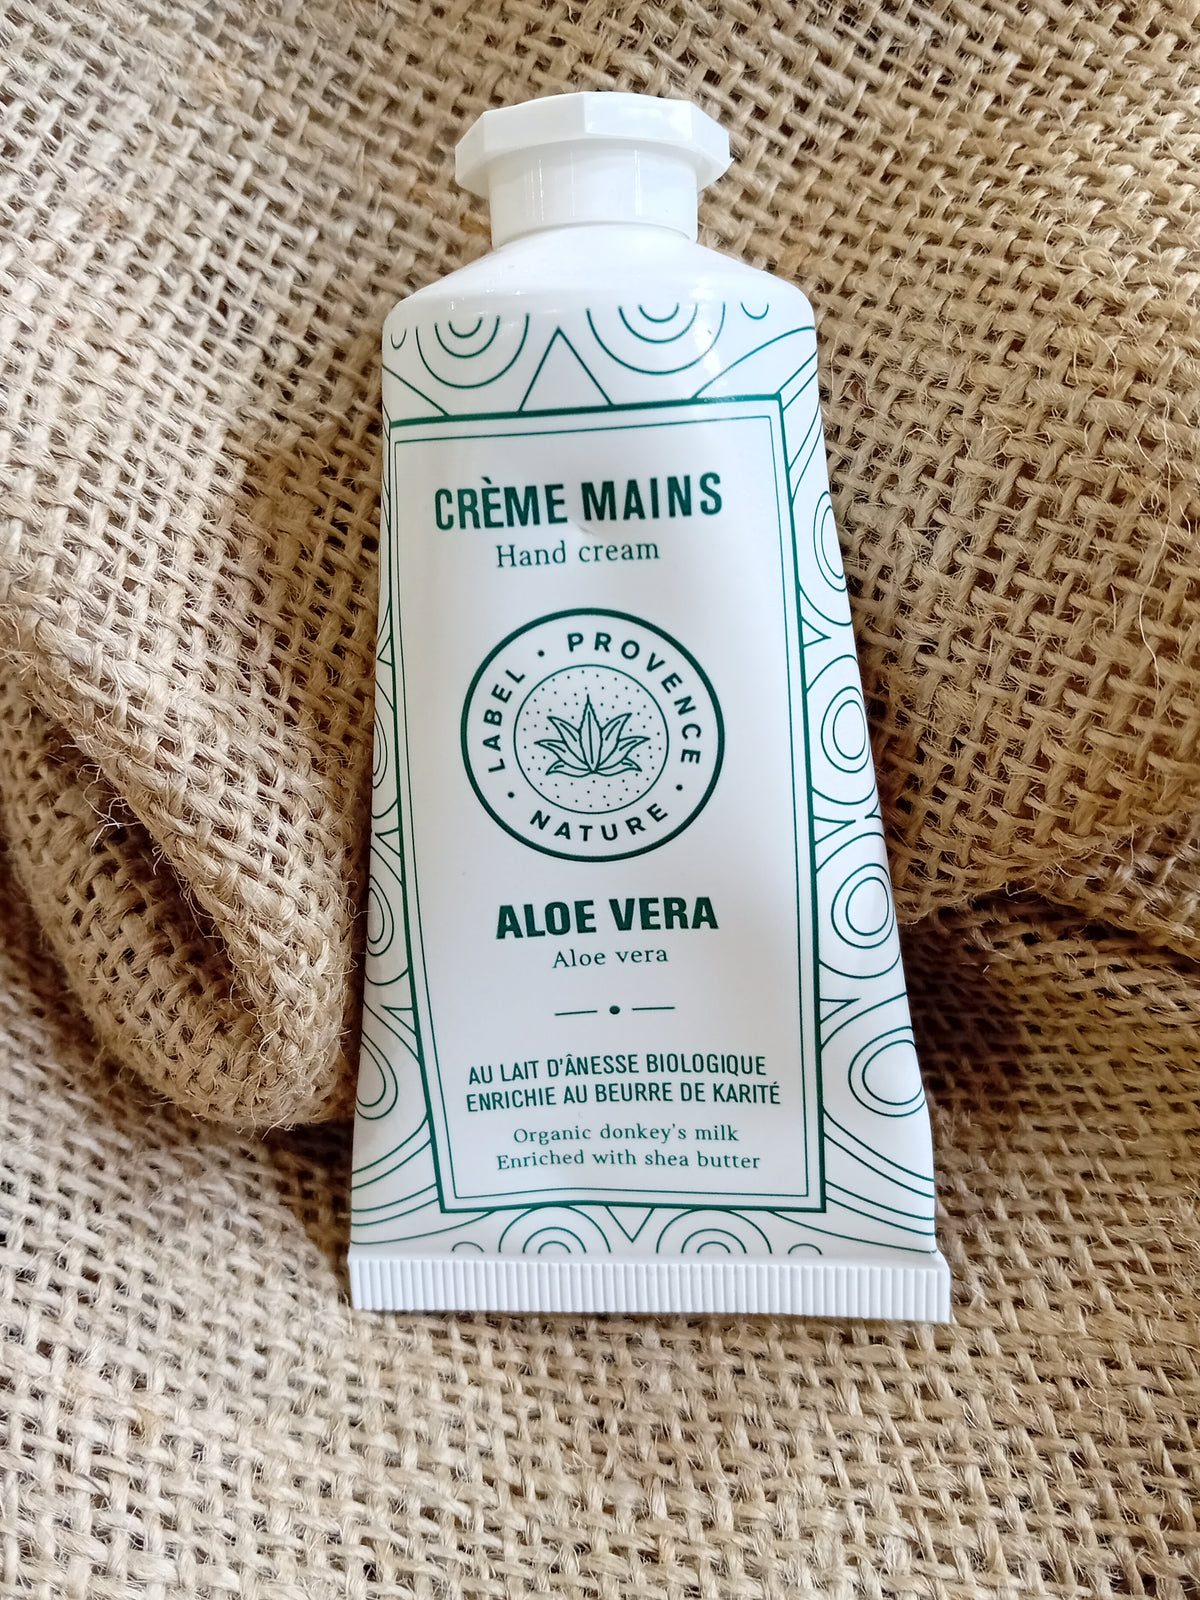 CRÈME MAINS
Hand cream
LABEL • PROVENCE • NATURE •
ALOE VERA
Aloe vera
AU LAIT D'ÂNESSE BIOLOGIQUE
ENRICHIE AU BEURRE DE KARITÉ
Organic donkey's milk
Enriched with shea butter